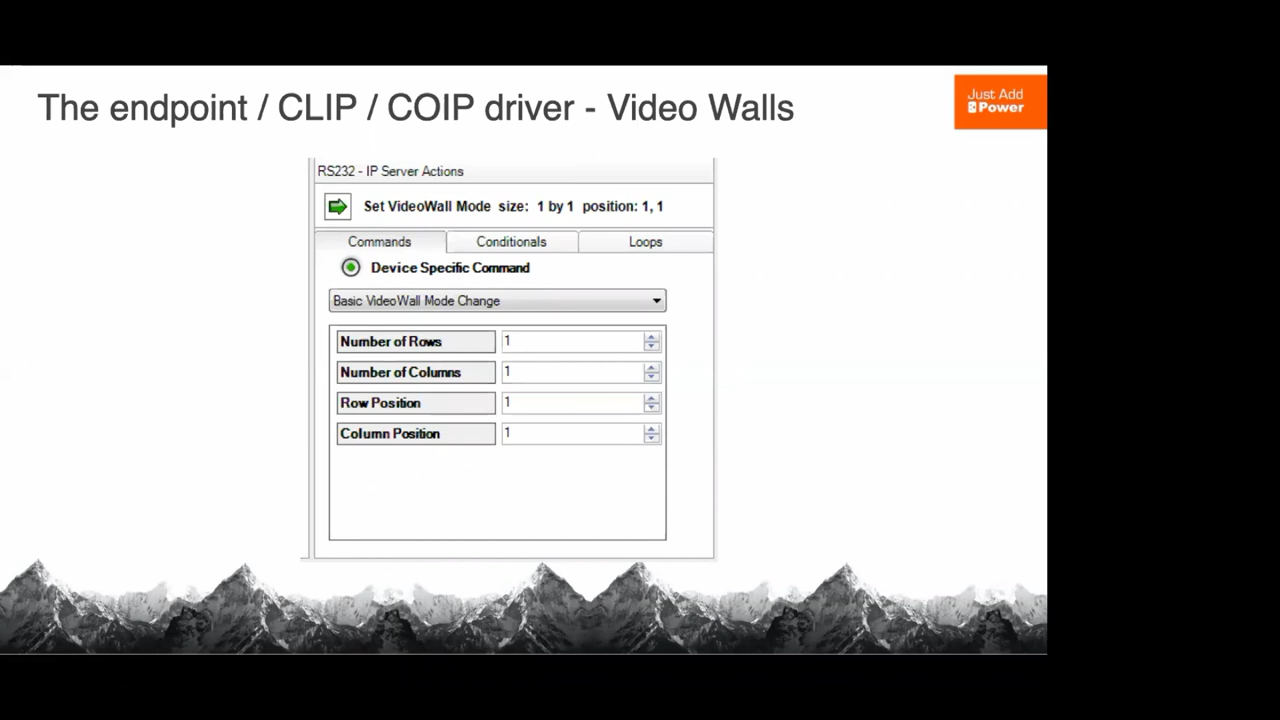 The endpoint / CLIP / COIP driver - Video Walls
Just Add
Power
RS232 - IP Server Actions
Set VideoWall Mode size: 1 by 1 position: 1, 1
Commands Conditionals Loops
Device Specific Command
Basic VideoWall Mode Change
Number of Rows 1
Number of Columns 1
Row Position 1
Column Position 1